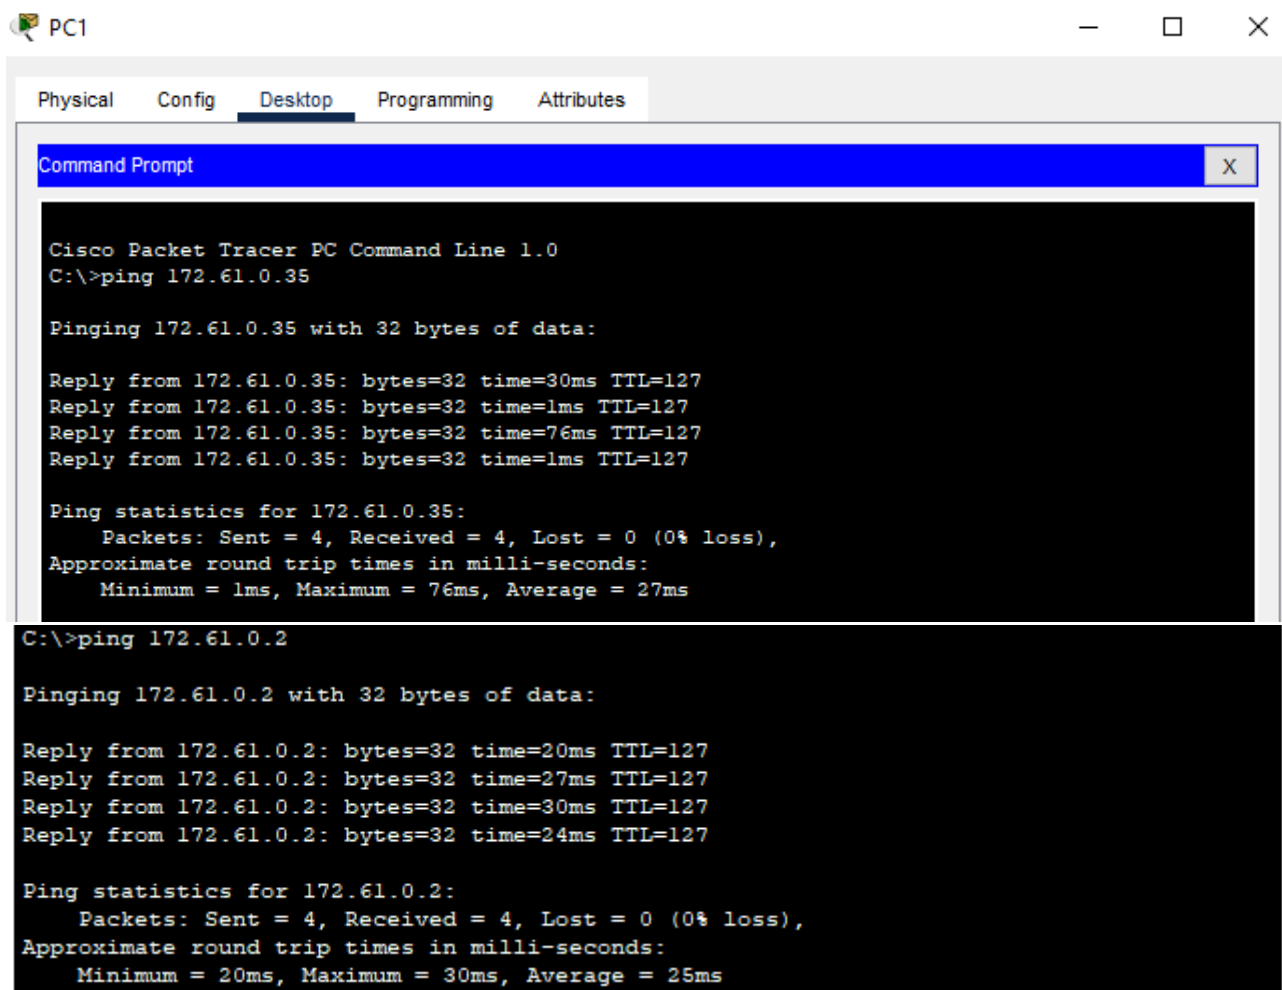 PC1
Physical Config Desktop Programming Attributes
Command Prompt X
Cisco Packet Tracer PC Command Line 1.0
C:\>ping 172.61.0.35
Pinging 172.61.0.35 with 32 bytes of data:
Reply from 172.61.0.35: bytes=32 time=30ms TTL=127
Reply from 172.61.0.35: bytes=32 time=1ms TTL=127
Reply from 172.61.0.35: bytes=32 time=76ms TTL=127
Reply from 172.61.0.35: bytes=32 time=1ms TTL=127
Ping statistics for 172.61.0.35:
Packets: Sent = 4, Received = 4, Lost = 0 (0% loss),
Approximate round trip times in milli-seconds:
Minimum = 1ms, Maximum = 76ms, Average = 27ms
C:\>ping 172.61.0.2
Pinging 172.61.0.2 with 32 bytes of data:
Reply from 172.61.0.2: bytes=32 time=20ms TTL=127
Reply from 172.61.0.2: bytes=32 time=27ms TTL=127
Reply from 172.61.0.2: bytes=32 time=30ms TTL=127
Reply from 172.61.0.2: bytes=32 time=24ms TTL=127
Ping statistics for 172.61.0.2:
Packets: Sent = 4, Received = 4, Lost = 0 (0% loss),
Approximate round trip times in milli-seconds:
Minimum = 20ms, Maximum = 30ms, Average = 25ms